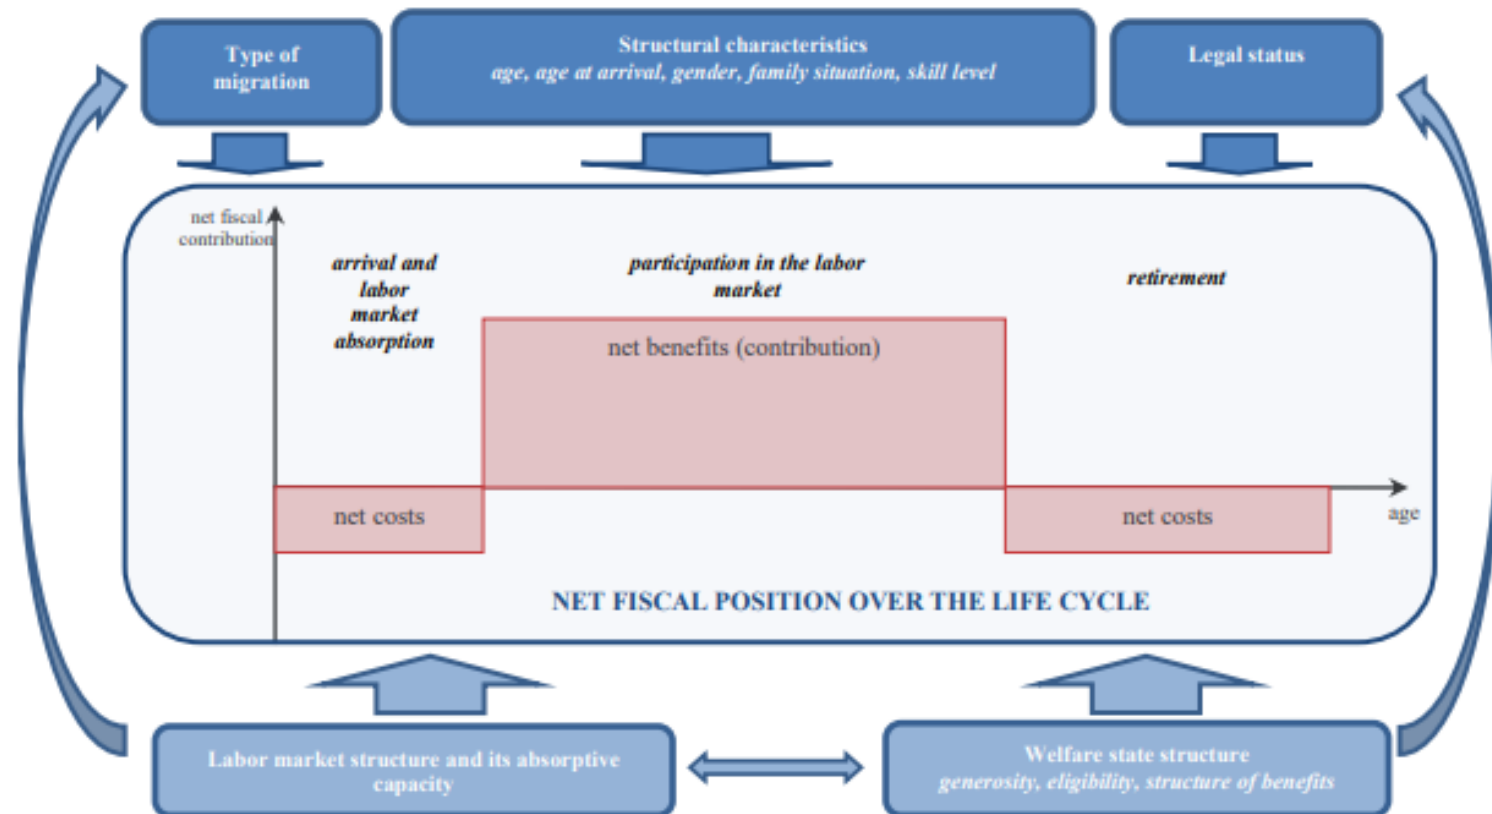 Type of
migration
Structural characteristics
age, age at arrival, gender, family situation, skill level
Legal status
net fiscal
contribution
arrival and
labor
market
absorption
participation in the labor
market
retirement
net benefits (contribution)
net costs
net costs
age
NET FISCAL POSITION OVER THE LIFE CYCLE
Labor market structure and its absorptive
capacity
Welfare state structure
generosity, eligibility, structure of benefits